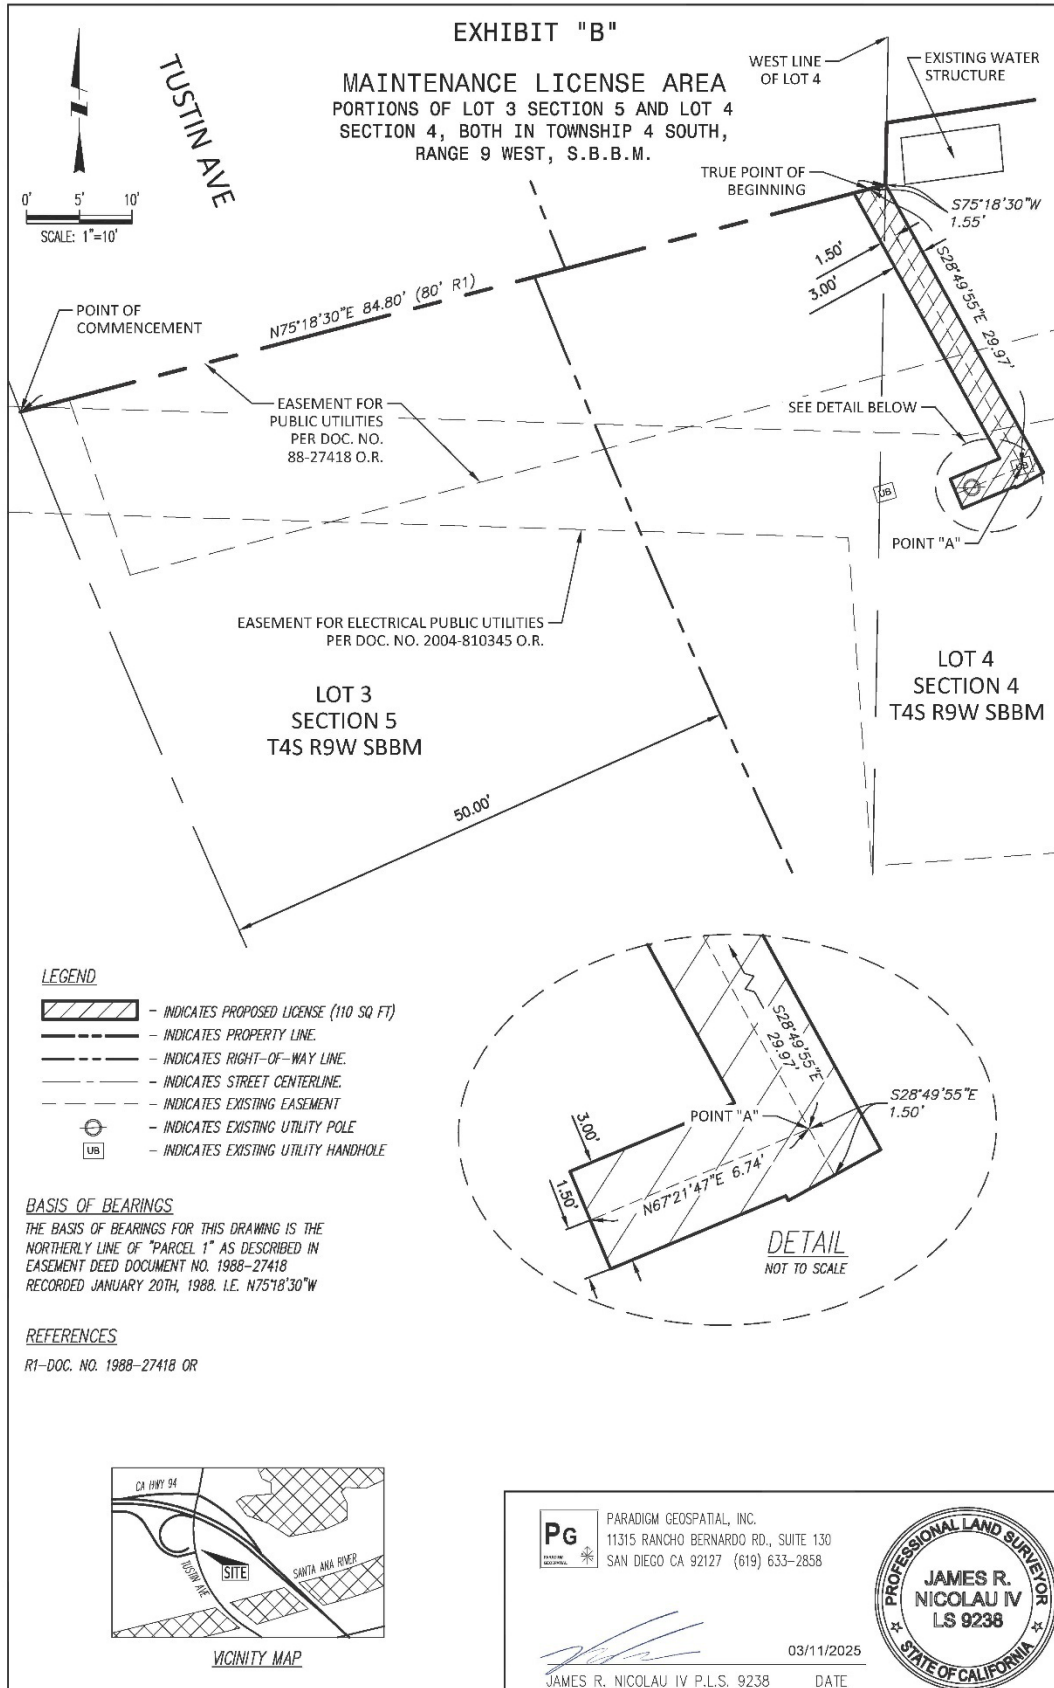 EXHIBIT "B"
MAINTENANCE LICENSE AREA
PORTIONS OF LOT 3 SECTION 5 AND LOT 4
SECTION 4, BOTH IN TOWNSHIP 4 SOUTH,
RANGE 9 WEST, S.B.B.M.
TUSTIN AVE
0' 5' 10'
SCALE: 1"=10'
WEST LINE
OF LOT 4
EXISTING WATER
STRUCTURE
TRUE POINT OF
BEGINNING
S75°18'30"W
1.55'
1.50'
3.00'
S28°49'55"E 29.97'
N75°18'30"E 84.80' (80' R1)
POINT OF
COMMENCEMENT
EASEMENT FOR
PUBLIC UTILITIES
PER DOC. NO.
88-27418 O.R.
SEE DETAIL BELOW
UB
UB
POINT "A"
EASEMENT FOR ELECTRICAL PUBLIC UTILITIES
PER DOC. NO. 2004-810345 O.R.
LOT 3
SECTION 5
T4S R9W SBBM
LOT 4
SECTION 4
T4S R9W SBBM
50.00'
LEGEND
- INDICATES PROPOSED LICENSE (110 SQ FT)
- INDICATES PROPERTY LINE.
- INDICATES RIGHT-OF-WAY LINE.
- INDICATES STREET CENTERLINE.
- INDICATES EXISTING EASEMENT
- INDICATES EXISTING UTILITY POLE
UB - INDICATES EXISTING UTILITY HANDHOLE
S28°49'55"E
29.97'
S28°49'55"E
1.50'
POINT "A"
3.00'
1.50'
N67°21'47"E 6.74'
DETAIL
NOT TO SCALE
BASIS OF BEARINGS
THE BASIS OF BEARINGS FOR THIS DRAWING IS THE
NORTHERLY LINE OF "PARCEL 1" AS DESCRIBED IN
EASEMENT DEED DOCUMENT NO. 1988-27418
RECORDED JANUARY 20TH, 1988. I.E. N75°18'30"W
REFERENCES
R1-DOC. NO. 1988-27418 OR
CA HWY 94
SITE
TUSTIN AVE
SANTA ANA RIVER
VICINITY MAP
PG
PARADIGM
GEOSPATIAL
PARADIGM GEOSPATIAL, INC.
11315 RANCHO BERNARDO RD., SUITE 130
SAN DIEGO CA 92127 (619) 633-2858
03/11/2025
JAMES R. NICOLAU IV P.L.S. 9238 DATE
PROFESSIONAL LAND SURVEYOR
JAMES R.
NICOLAU IV
LS 9238
STATE OF CALIFORNIA